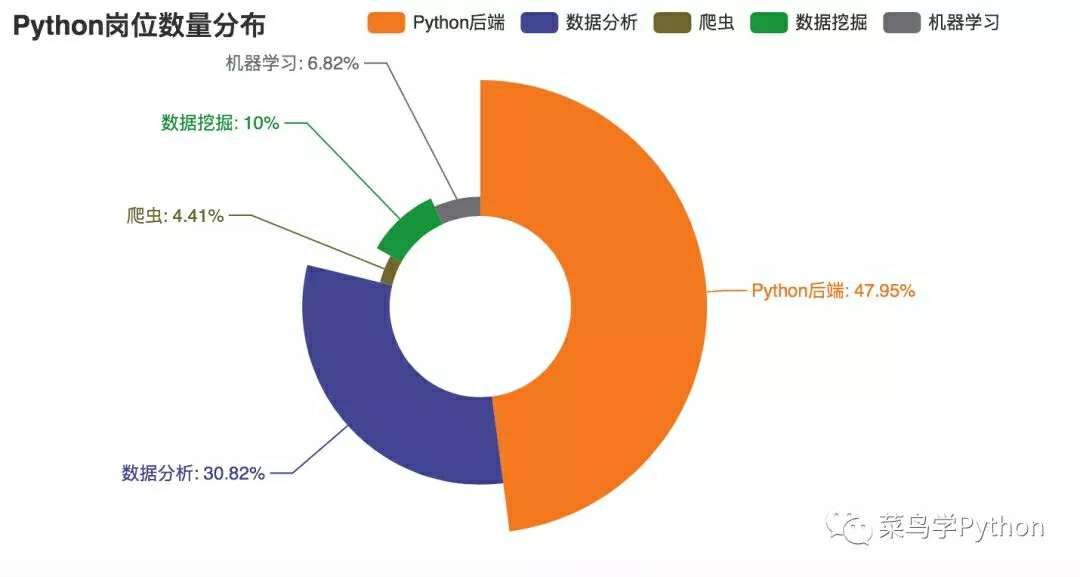 Python岗位数量分布
Python后端 数据分析 爬虫 数据挖掘 机器学习
机器学习: 6.82%
数据挖掘: 10%
爬虫: 4.41%
Python后端: 47.95%
数据分析: 30.82%
菜鸟学Python